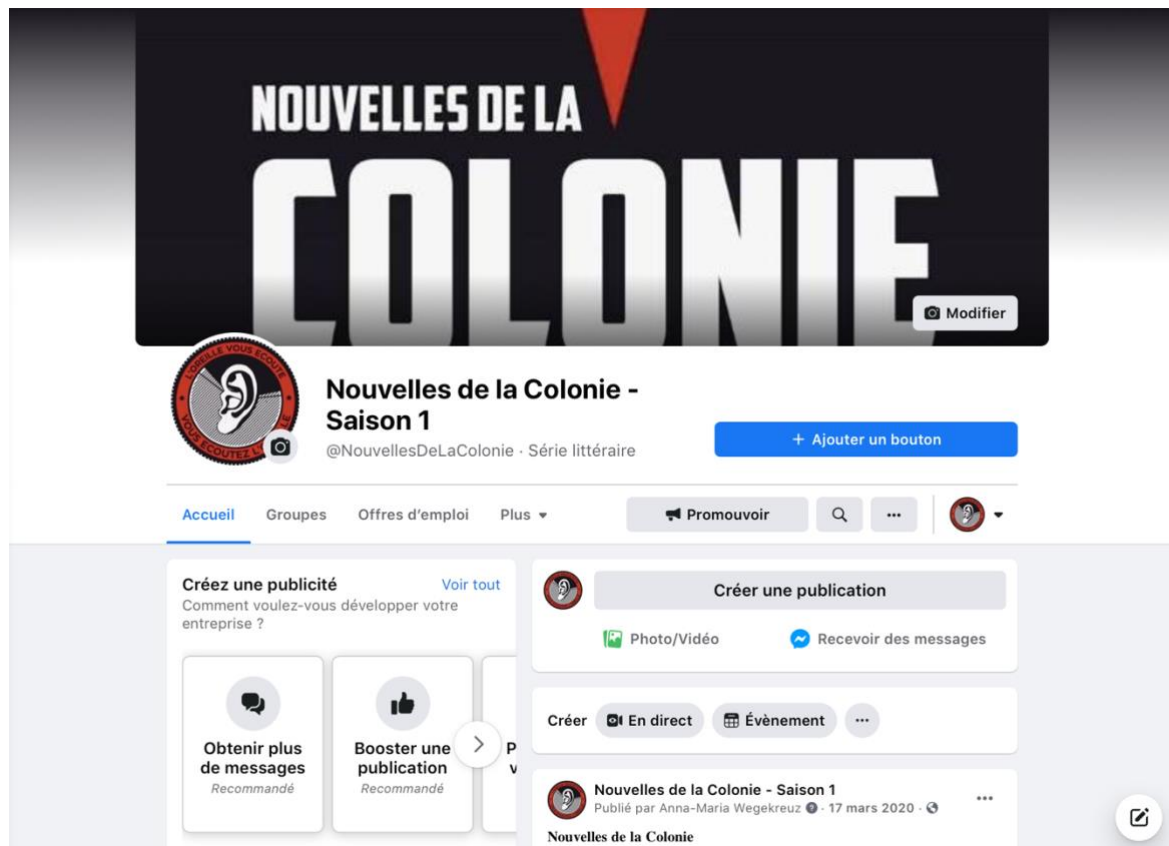 NOUVELLES DE LA
COLONIE
Modifier
L'OREILLE VOUS ECOUTE
VOUS ECOUTEZ L'
Nouvelles de la Colonie -
Saison 1
@NouvellesDeLaColonie · Série littéraire
+ Ajouter un bouton
Accueil Groupes Offres d'emploi Plus
Promouvoir
Créez une publicité Voir tout
Comment voulez-vous développer votre
entreprise ?
Obtenir plus
de messages
Recommandé
Booster une
publication
Recommandé
P
v
Créer une publication
Photo/Vidéo Recevoir des messages
Créer En direct Évènement ...
Nouvelles de la Colonie - Saison 1
Publié par Anna-Maria Wegekreuz · 17 mars 2020 ·
Nouvelles de la Colonie